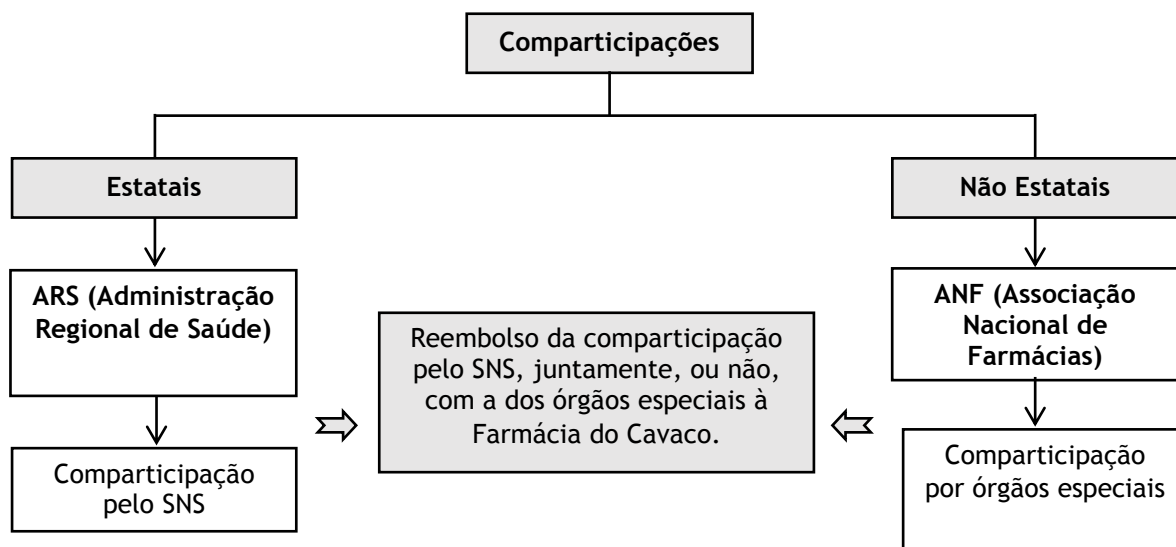 Comparticipações
Estatais
Não Estatais
ARS (Administração
Regional de Saúde)
ANF (Associação
Nacional de
Farmácias)
Reembolso da comparticipação
pelo SNS, juntamente, ou não,
com a dos órgãos especiais à
Farmácia do Cavaco.
Comparticipação
pelo SNS
Comparticipação
por órgãos especiais